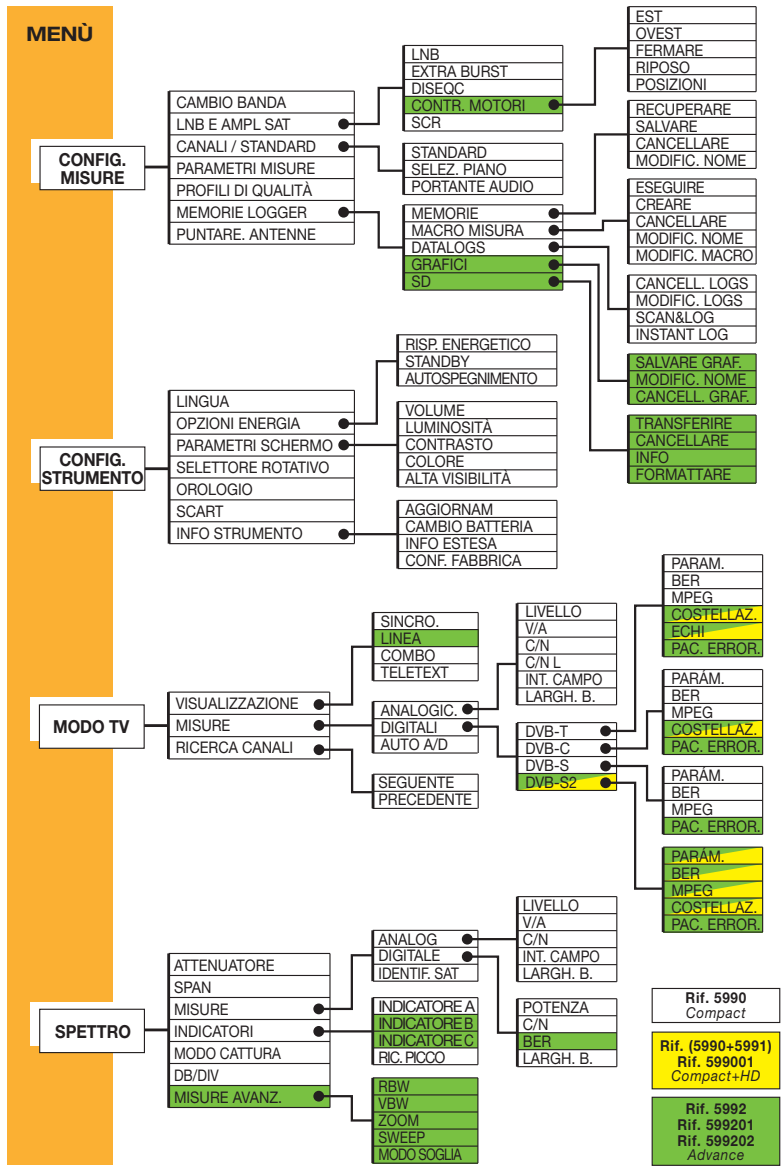 MENÙ
CONFIG.
MISURE
CAMBIO BANDA
LNB E AMPL SAT
CANALI / STANDARD
PARAMETRI MISURE
PROFILI DI QUALITÀ
MEMORIE LOGGER
PUNTARE. ANTENNE
LNB
EXTRA BURST
DISEQC
CONTR. MOTORI
SCR
EST
OVEST
FERMARE
RIPOSO
POSIZIONI
STANDARD
SELEZ. PIANO
PORTANTE AUDIO
MEMORIE
MACRO MISURA
DATALOGS
GRAFICI
SD
RECUPERARE
SALVARE
CANCELLARE
MODIFIC. NOME
ESEGUIRE
CREARE
CANCELLARE
MODIFIC. NOME
MODIFIC. MACRO
CANCELL. LOGS
MODIFIC. LOGS
SCAN&LOG
INSTANT LOG
SALVARE GRAF.
MODIFIC. NOME
CANCELL. GRAF.
TRANSFERIRE
CANCELLARE
INFO
FORMATTARE
CONFIG.
STRUMENTO
LINGUA
OPZIONI ENERGIA
PARAMETRI SCHERMO
SELETTORE ROTATIVO
OROLOGIO
SCART
INFO STRUMENTO
RISP. ENERGETICO
STANDBY
AUTOSPEGNIMENTO
VOLUME
LUMINOSITÀ
CONTRASTO
COLORE
ALTA VISIBILITÀ
AGGIORNAM
CAMBIO BATTERIA
INFO ESTESA
CONF. FABBRICA
MODO TV
VISUALIZZAZIONE
MISURE
RICERCA CANALI
SINCRO.
LINEA
COMBO
TELETEXT
ANALOGIC.
DIGITALI
AUTO A/D
SEGUENTE
PRECEDENTE
LIVELLO
V/A
C/N
C/N L
INT. CAMPO
LARGH. B.
DVB-T
DVB-C
DVB-S
DVB-S2
PARAM.
BER
MPEG
COSTELLAZ.
ECHI
PAC. ERROR.
PARÁM.
BER
MPEG
COSTELLAZ.
PAC. ERROR.
PARÁM.
BER
MPEG
PAC. ERROR.
PARÁM.
BER
MPEG
COSTELLAZ.
PAC. ERROR.
SPETTRO
ATTENUATORE
SPAN
MISURE
INDICATORI
MODO CATTURA
DB/DIV
MISURE AVANZ.
ANALOG
DIGITALE
IDENTIF. SAT
INDICATORE A
INDICATORE B
INDICATORE C
RIC. PICCO
RBW
VBW
ZOOM
SWEEP
MODO SOGLIA
LIVELLO
V/A
C/N
INT. CAMPO
LARGH. B.
POTENZA
C/N
BER
LARGH. B.
Rif. 5990
Compact
Rif. (5990+5991)
Rif. 599001
Compact+HD
Rif. 5992
Rif. 599201
Rif. 599202
Advance